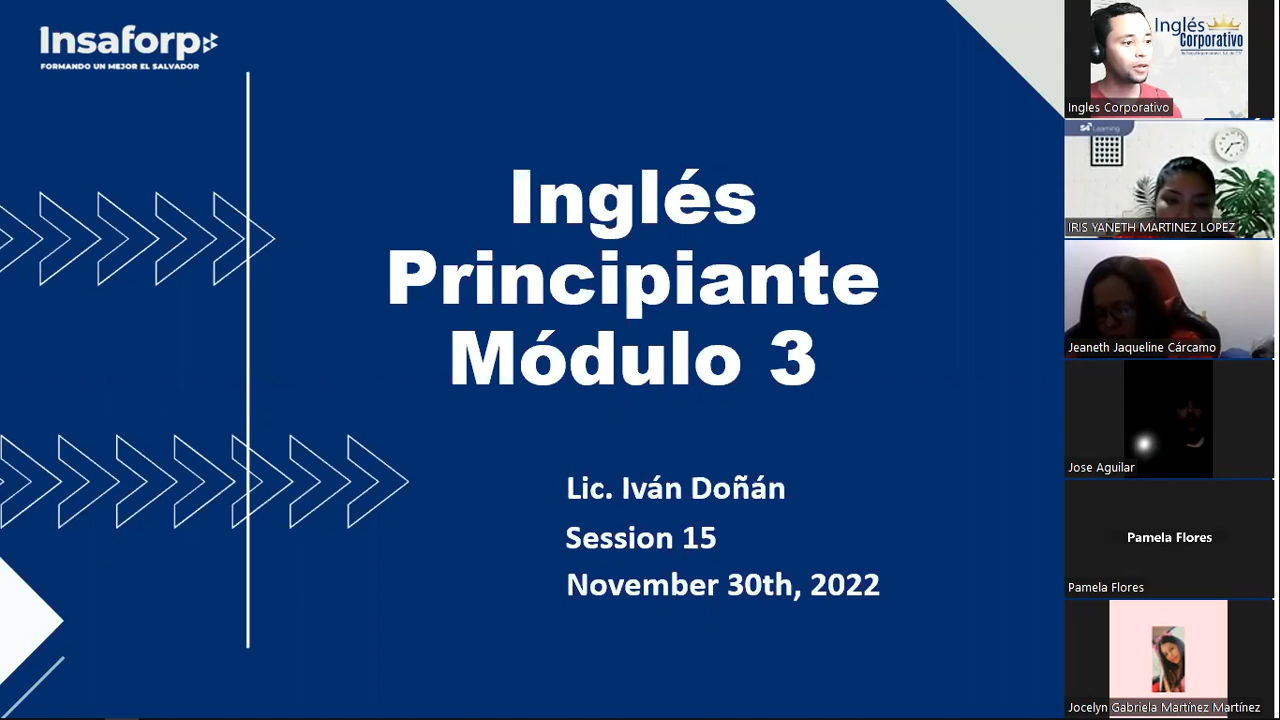 Insaforp
FORMANDO UN MEJOR EL SALVADOR
Inglés
Principiante
Módulo 3
Lic. Iván Doñán
Session 15
November 30th, 2022
Inglés
Corporativo
Ingles Corporativo
Learning
IRIS YANETH MARTINEZ LOPEZ
Jeaneth Jaqueline Cárcamo
Jose Aguilar
Pamela Flores
Pamela Flores
Jocelyn Gabriela Martínez Martínez